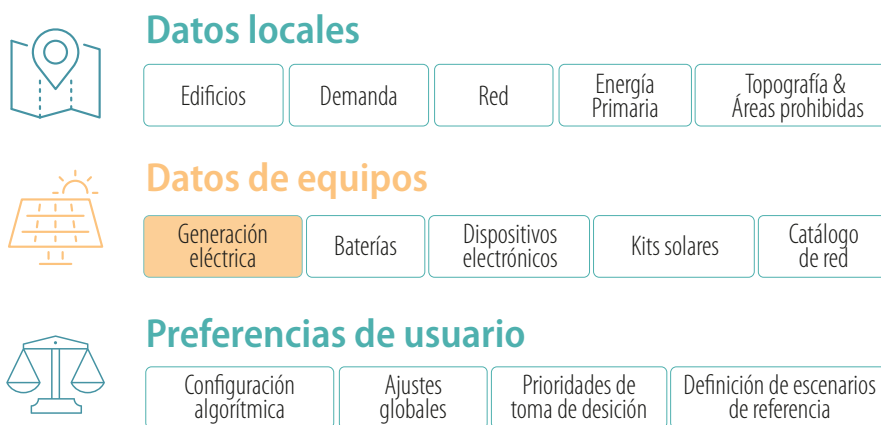 Datos locales
Edificios
Demanda
Red
Energía
Primaria
Topografía &
Áreas prohibidas
Datos de equipos
Generación
eléctrica
Baterías
Dispositivos
electrónicos
Kits solares
Catálogo
de red
Preferencias de usuario
Configuración
algorítmica
Ajustes
globales
Prioridades de
toma de desición
Definición de escenarios
de referencia